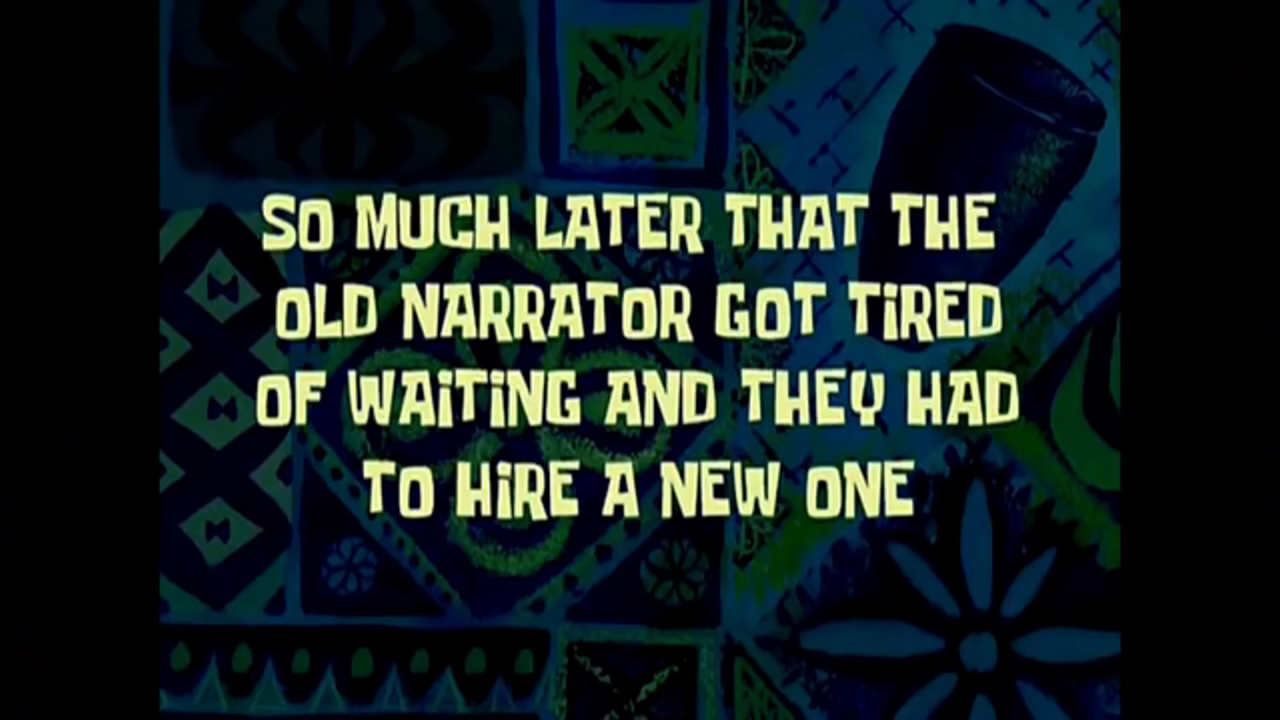 SO MUCH LATER THAT THE
OLD NARRATOR GOT TIRED
OF WAITING AND THEY HAD
TO HIRE A NEW ONE